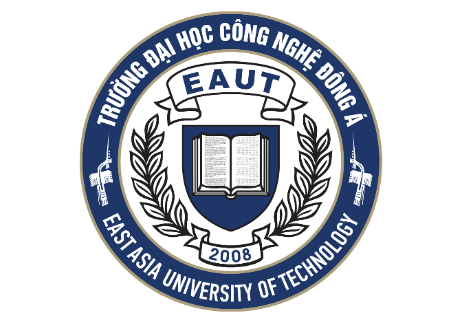 TRƯỜNG ĐẠI HỌC CÔNG NGHỆ ĐÔNG Á
EAUT
2008
EAST ASIA UNIVERSITY OF TECHNOLOGY